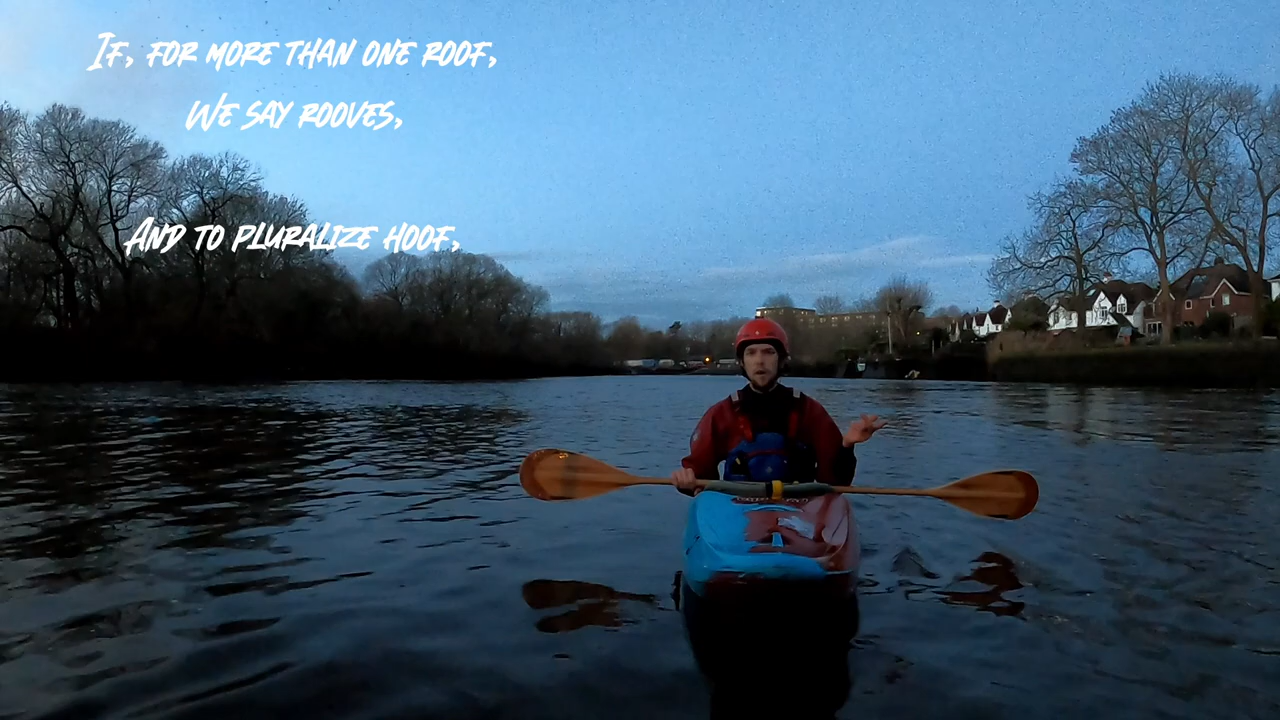 If, for more than one roof,
We say rooves,
And to pluralize hoof,